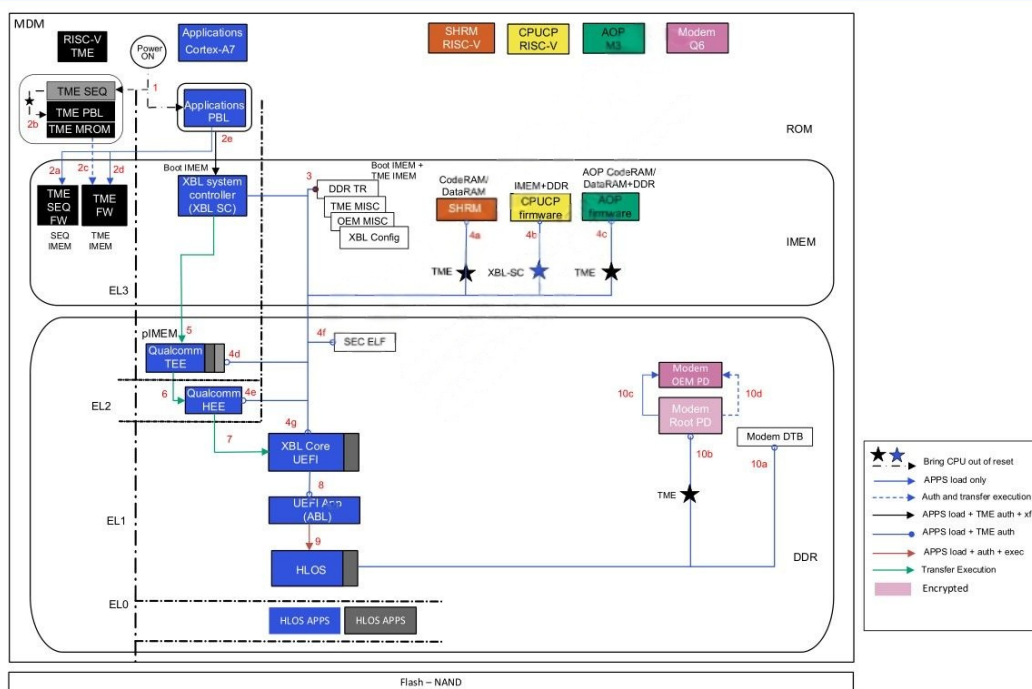 MDM
RISC-V
TME
Power
ON
Applications
Cortex-A7
SHRM
RISC-V
CPUCP
RISC-V
AOP
M3
Modem
Q6
TME SEQ
TME PBL
TME MROM
1
2b
Applications
PBL
ROM
2a
2c
2d
2e
Boot IMEM
TME
SEQ
FW
TME
FW
SEQ
IMEM
TME
IMEM
XBL system
controller
(XBL SC)
3
Boot IMEM +
TME IMEM
DDR TR
TME MISC
OEM MISC
XBL Config
CodeRAM/
DataRAM
SHRM
IMEM+DDR
CPUCP
firmware
AOP CodeRAM/
DataRAM+DDR
AOP
firmware
4a
4b
4c
IMEM
TME
XBL-SC
TME
EL3
5
pIMEM
Qualcomm
TEE
4d
4f
SEC ELF
6
EL2
Qualcomm
HEE
4e
7
4g
XBL Core
UEFI
8
EL1
UEFI App
(ABL)
9
HLOS
10c
Modem
OEM PD
10d
Modem
Root PD
Modem DTB
10b
10a
TME
DDR
EL0
HLOS APPS
HLOS APPS
Bring CPU out of reset
APPS load only
Auth and transfer execution
APPS load + TME auth + xf
APPS load + TME auth
APPS load + auth + exec
Transfer Execution
Encrypted
Flash – NAND